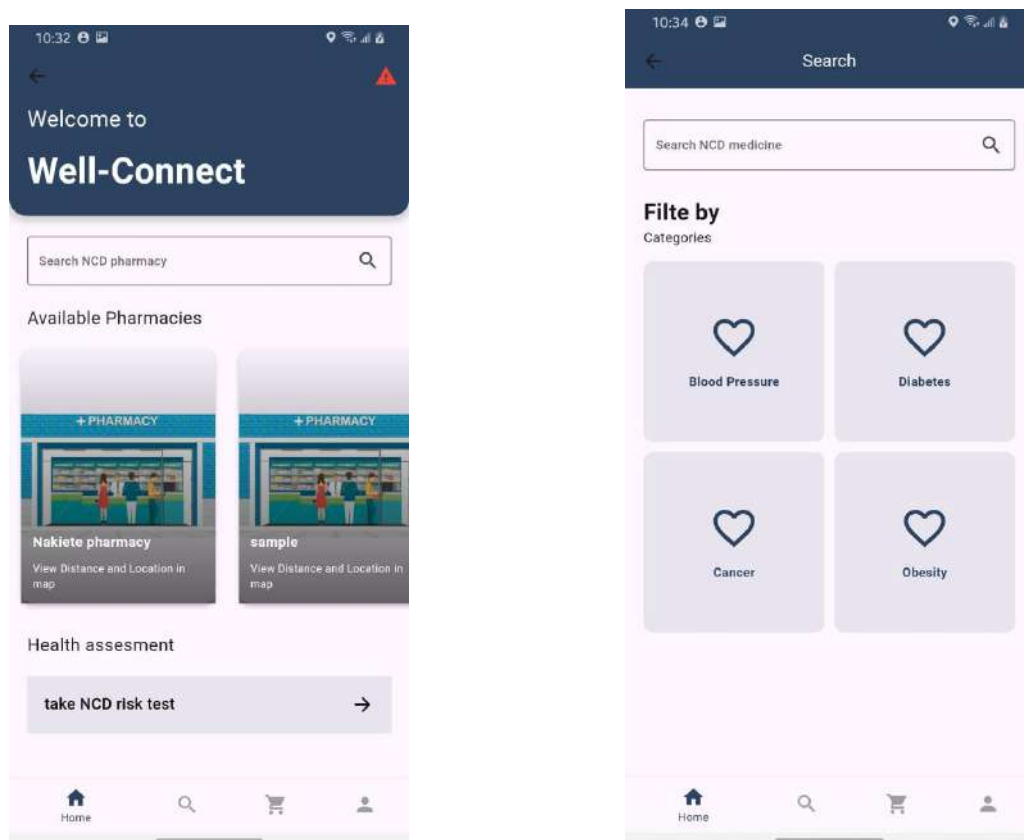 10:32
Welcome to
Well-Connect
Search NCD pharmacy
Available Pharmacies
+ PHARMACY
+ PHARMACY
Nakiete pharmacy
View Distance and Location in
map
sample
View Distance and Location in
map
Health assesment
take NCD risk test
Home
10:34
Search
Search NCD medicine
Filte by
Categories
Blood Pressure
Diabetes
Cancer
Obesity
Home